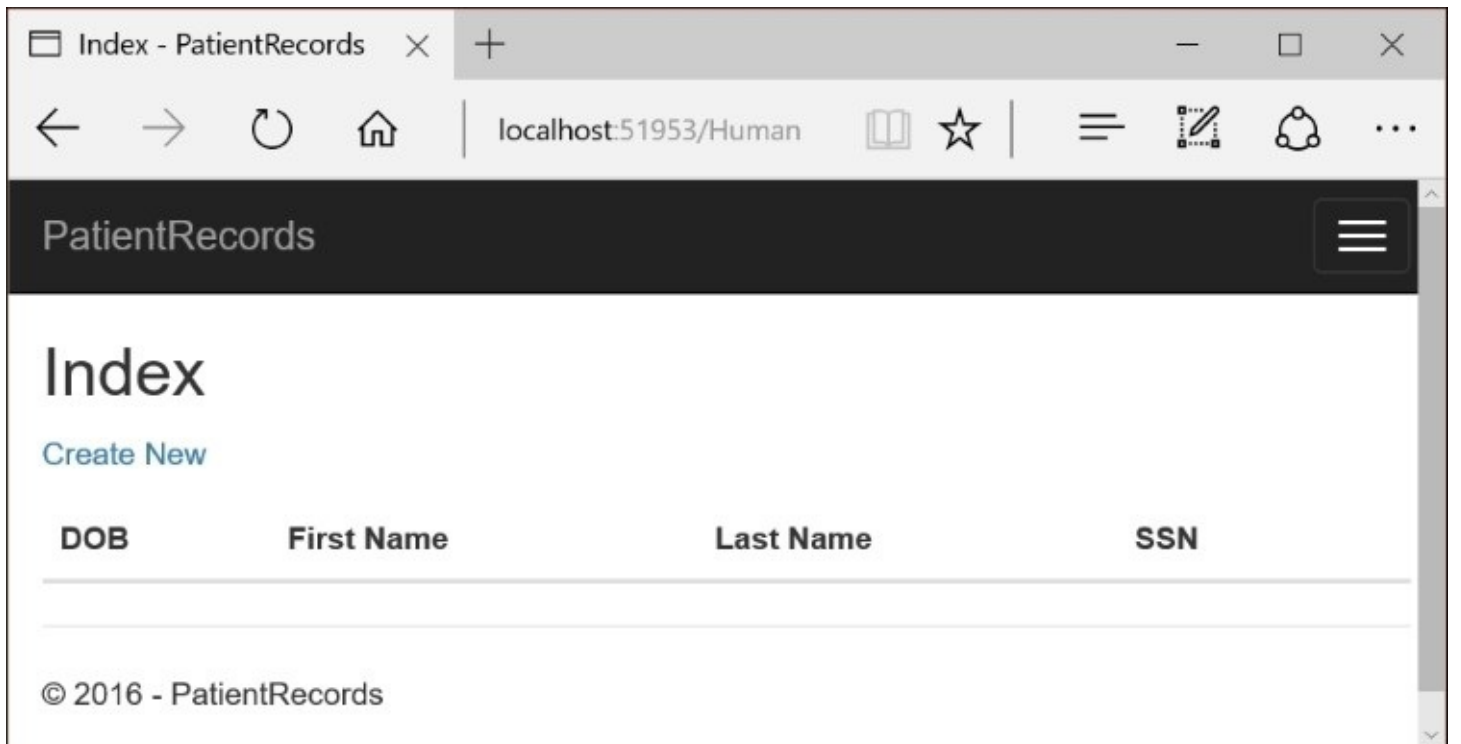 Index - PatientRecords
localhost:51953/Human
PatientRecords
Index
Create New
DOB First Name Last Name SSN
© 2016 - PatientRecords